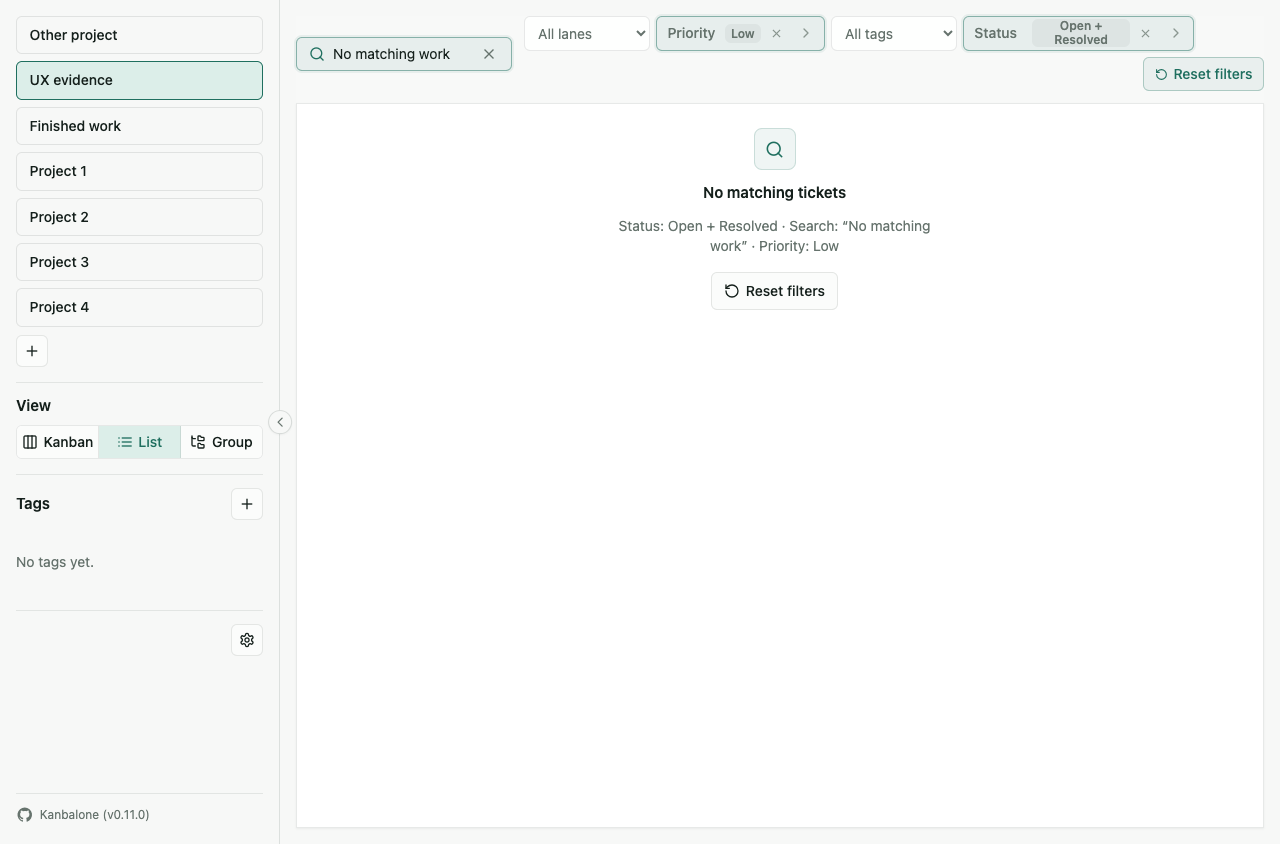 Other project
UX evidence
Finished work
Project 1
Project 2
Project 3
Project 4
View
Kanban
List
Group
Tags
No tags yet.
Kanbalone (v0.11.0)
No matching work
All lanes
Priority Low
All tags
Status
Open +
Resolved
Reset filters
No matching tickets
Status: Open + Resolved · Search: “No matching
work” · Priority: Low
Reset filters